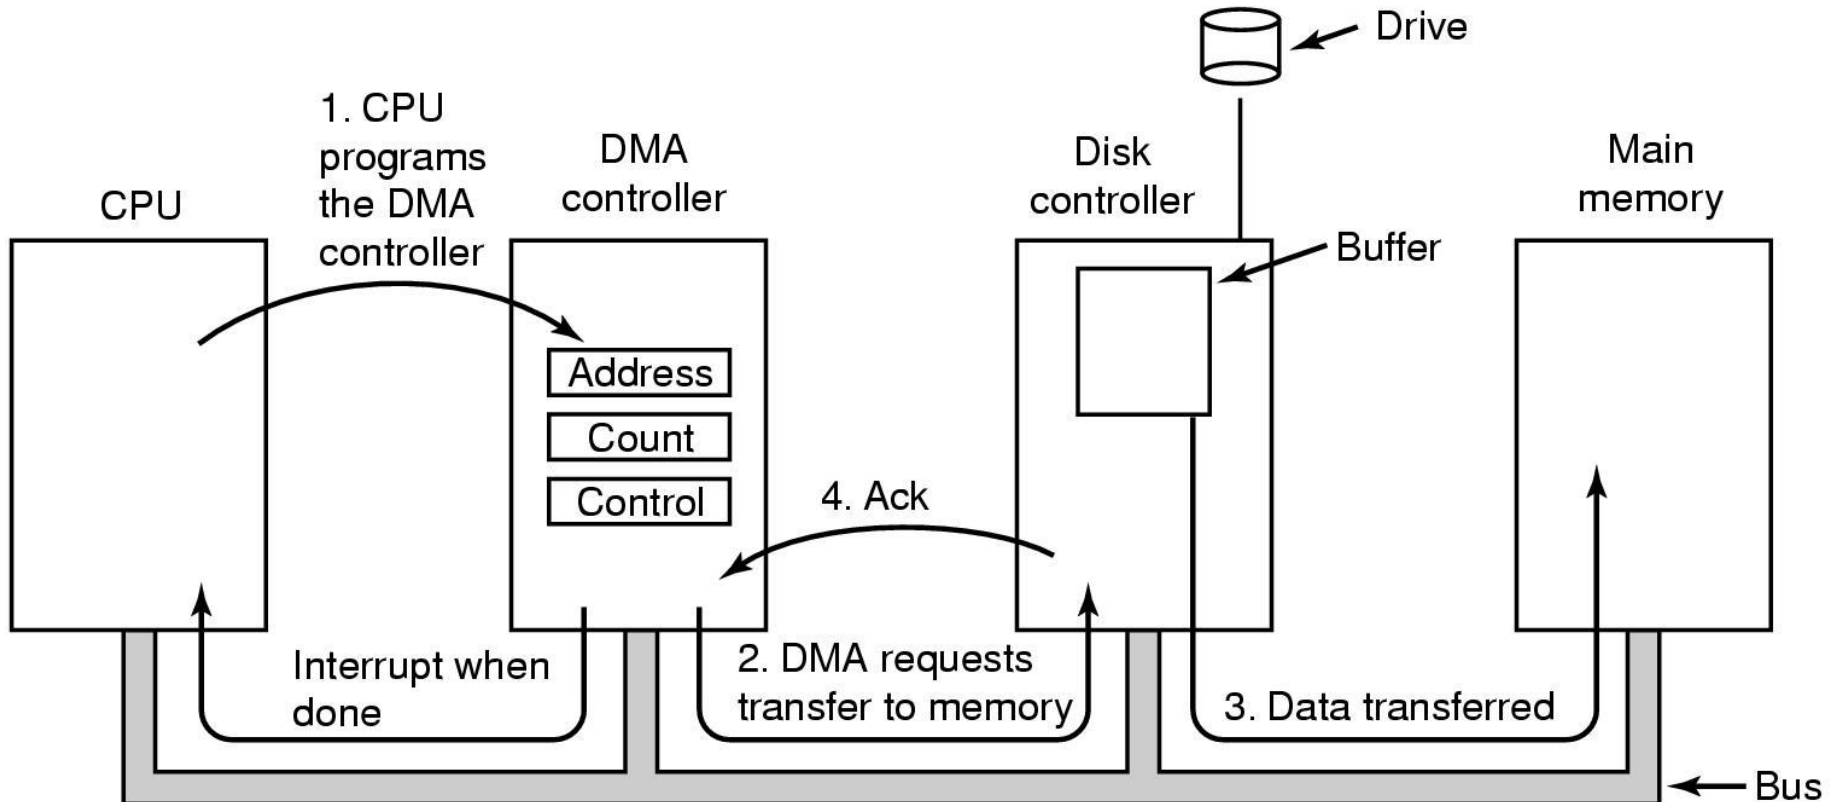 Drive
1. CPU
programs
the DMA
controller
CPU
DMA
controller
Disk
controller
Main
memory
Buffer
Address
Count
Control
4. Ack
Interrupt when
done
2. DMA requests
transfer to memory
3. Data transferred
Bus